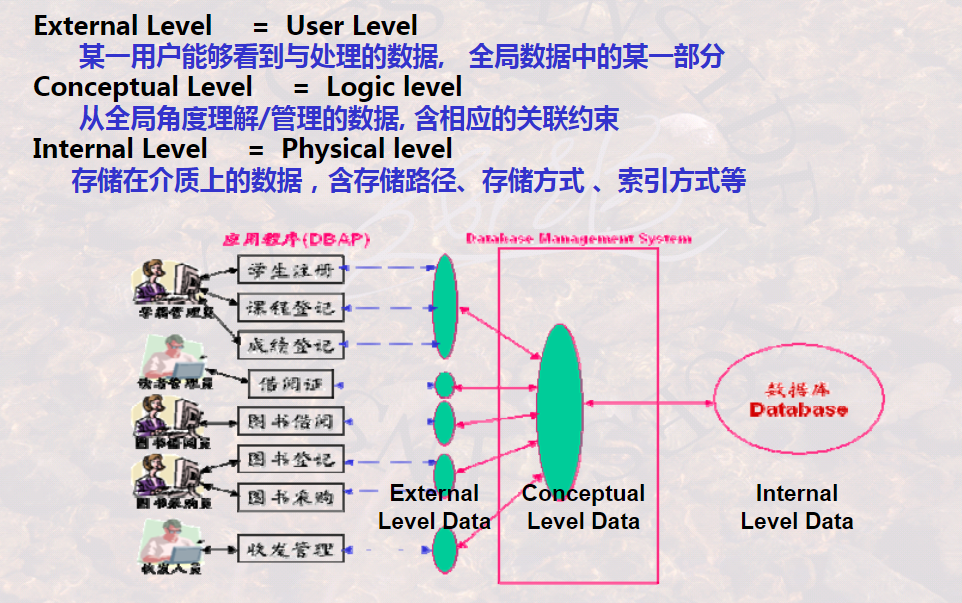 External Level = User Level
某一用户能够看到与处理的数据, 全局数据中的某一部分
Conceptual Level = Logic level
从全局角度理解/管理的数据, 含相应的关联约束
Internal Level = Physical level
存储在介质上的数据，含存储路径、存储方式 、索引方式等
应用程序(DBAP)
Database Management System
学生注册
学籍管理员
课程登记
成绩登记
借阅证
图书借阅
图书借阅员
图书登记
图书采购
图书采购员
收发管理
收发人员
数据库
Database
External
Level Data
Conceptual
Level Data
Internal
Level Data